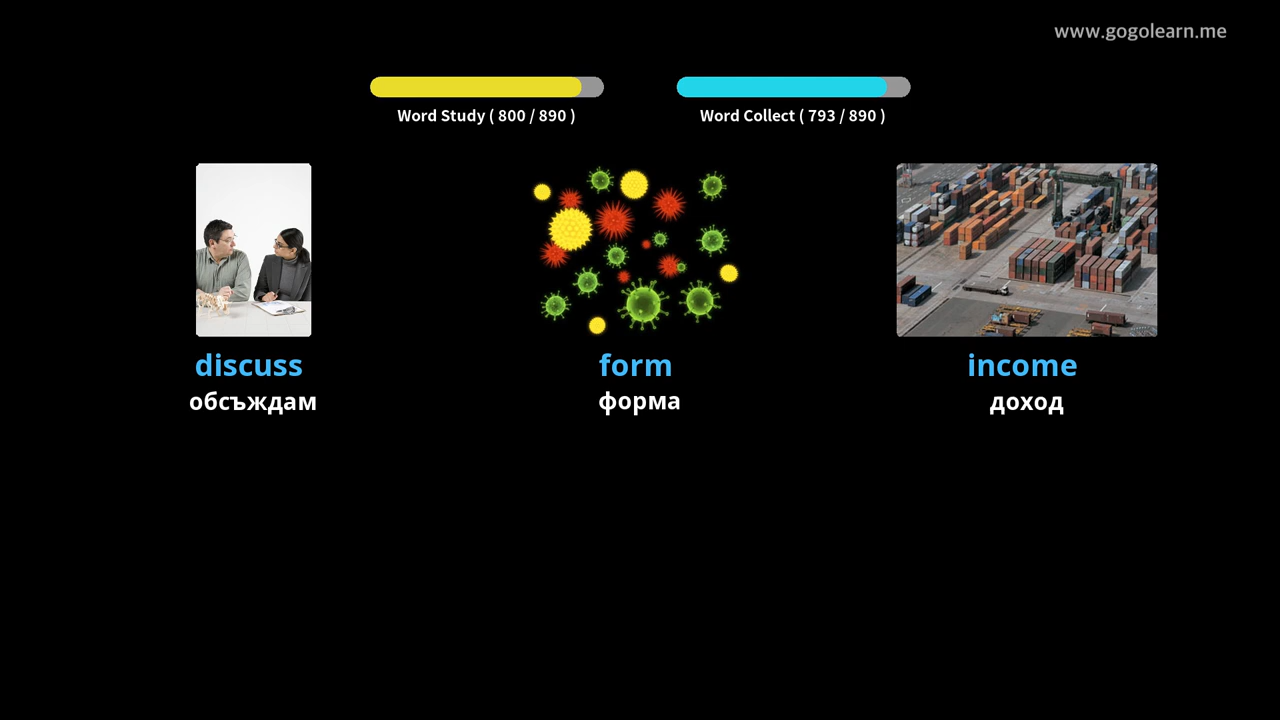 www.gogolearn.me
Word Study ( 800 / 890 )
Word Collect ( 793 / 890 )
discuss
обсъждам
form
форма
income
доход